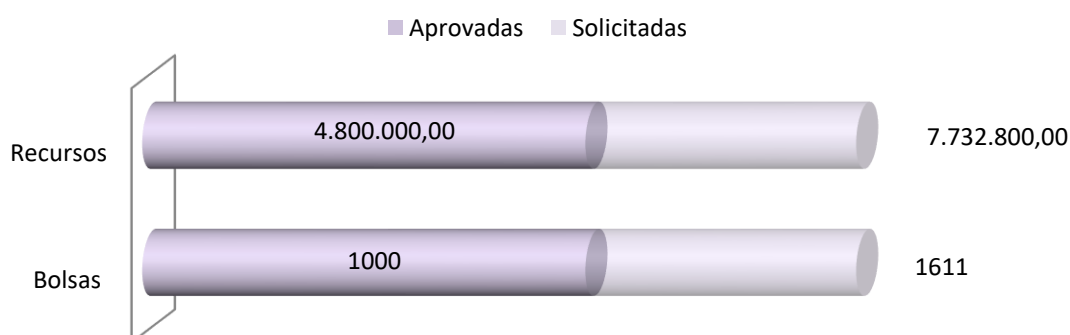 Aprovadas Solicitadas
Recursos 4.800.000,00 7.732.800,00
Bolsas 1000 1611